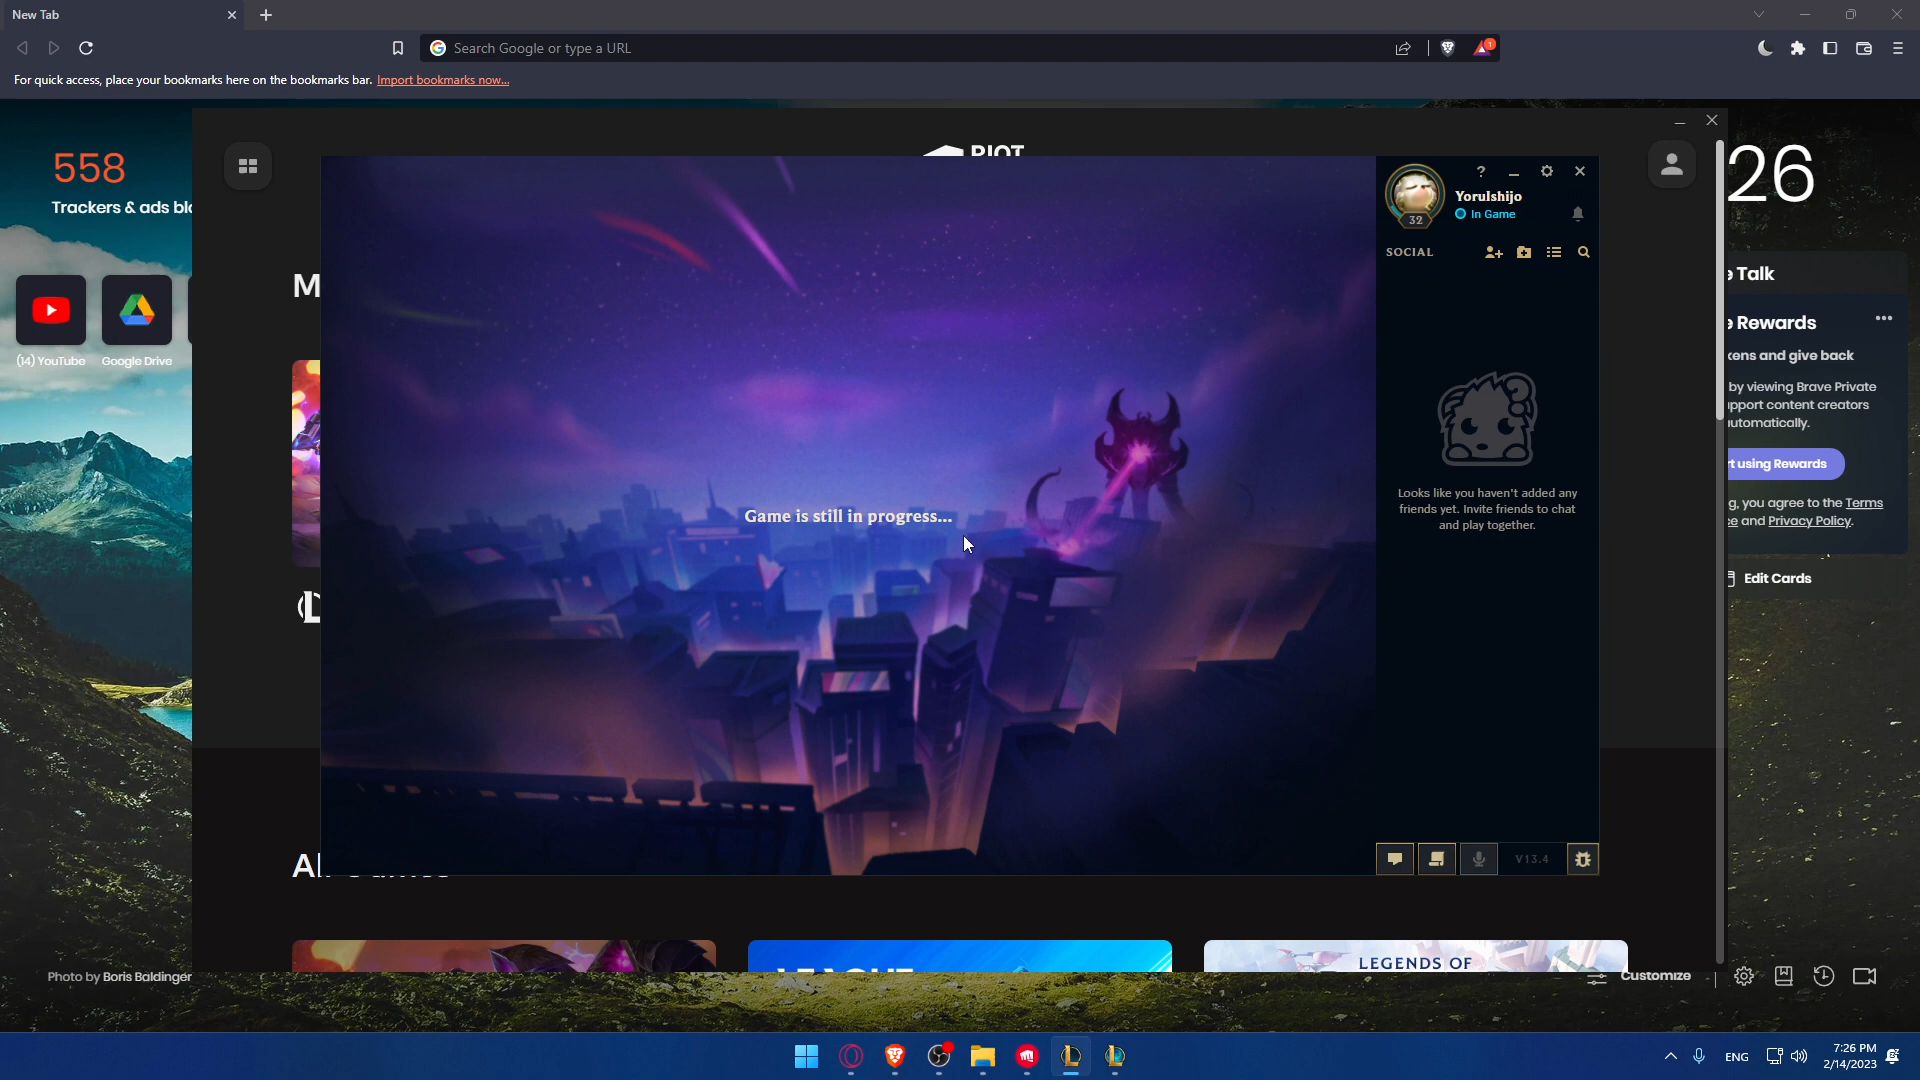 New Tab
Search Google or type a URL
1
For quick access, place your bookmarks here on the bookmarks bar. Import bookmarks now...
RIOT
558
Trackers & ads blo
26
Yorulshijo
32
In Game
SOCIAL
M
Talk
Rewards
kens and give back
by viewing Brave Private
pport content creators
utomatically.
rt using Rewards
(14) YouTube
Google Drive
Looks like you haven't added any
friends yet. Invite friends to chat
and play together.
Game is still in progress...
g, you agree to the Terms
ce and Privacy Policy.
Edit Cards
V13.4
LEAGUE
LEGENDS OF
Photo by Boris Baldinger
Customize
ENG
7:26 PM
2/14/2023